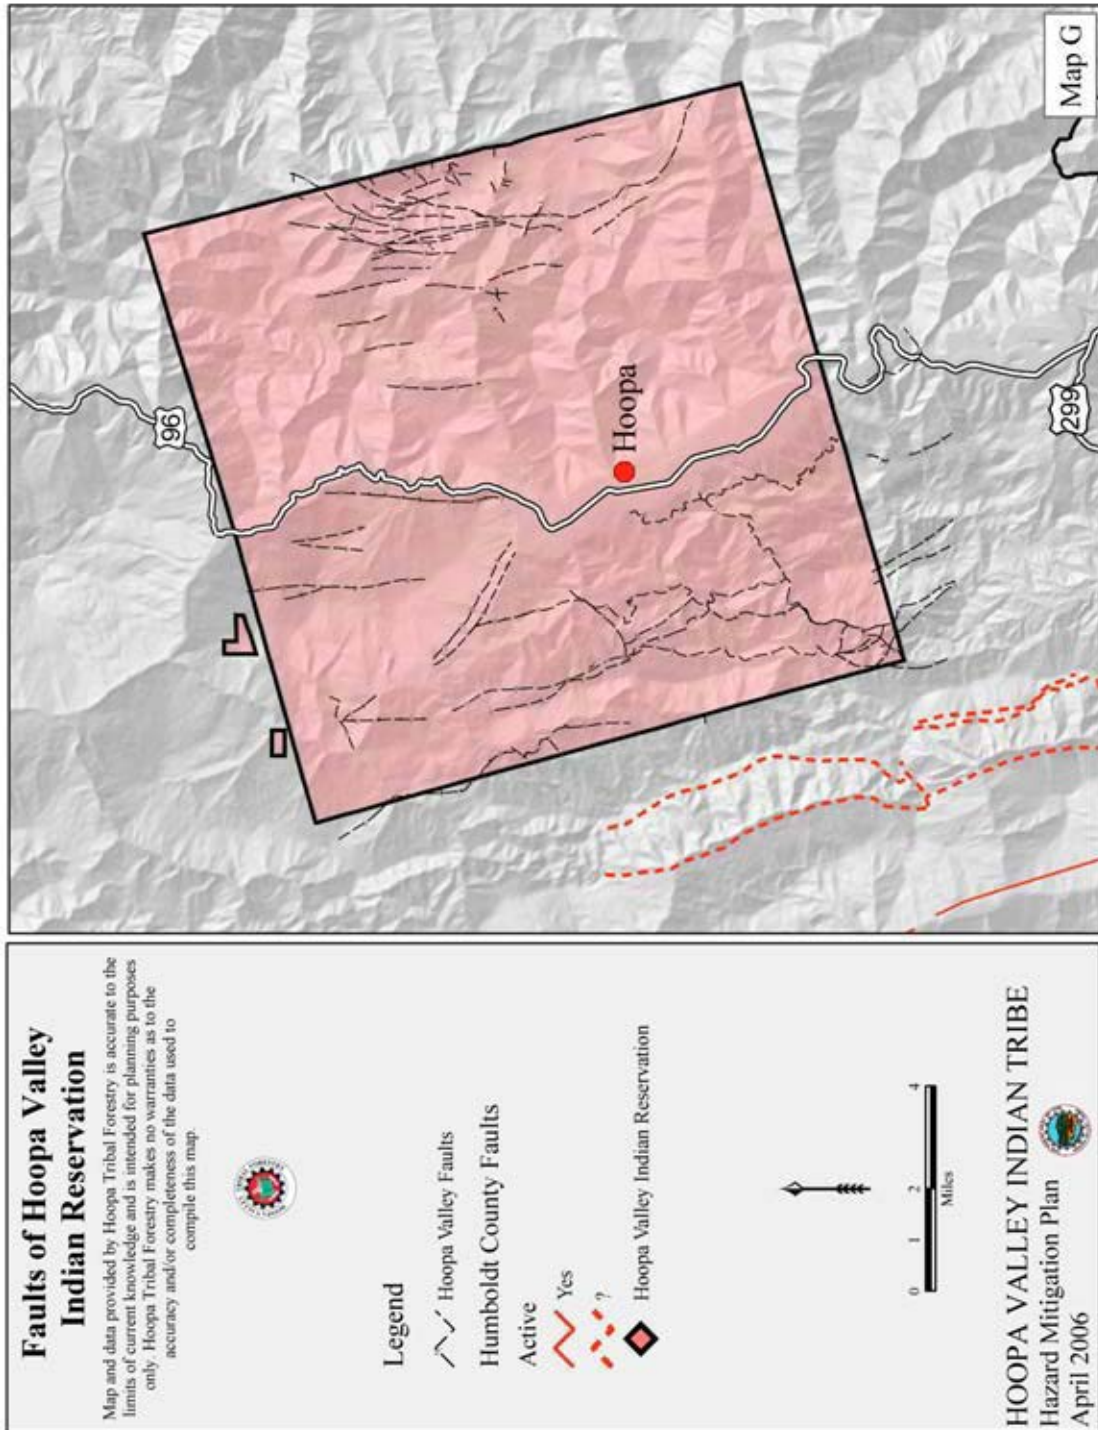 Faults of Hoopa Valley
Indian Reservation
Map and data provided by Hoopa Tribal Forestry is accurate to the
limits of current knowledge and is intended for planning purposes
only. Hoopa Tribal Forestry makes no warranties as to the
accuracy and/or completeness of the data used to
compile this map.
Legend
Hoopa Valley Faults
Humboldt County Faults
Active
Yes
?
Hoopa Valley Indian Reservation
0 1 2 4
Miles
HOOPA VALLEY INDIAN TRIBE
Hazard Mitigation Plan
April 2006
96
Hoopa
299
Map G